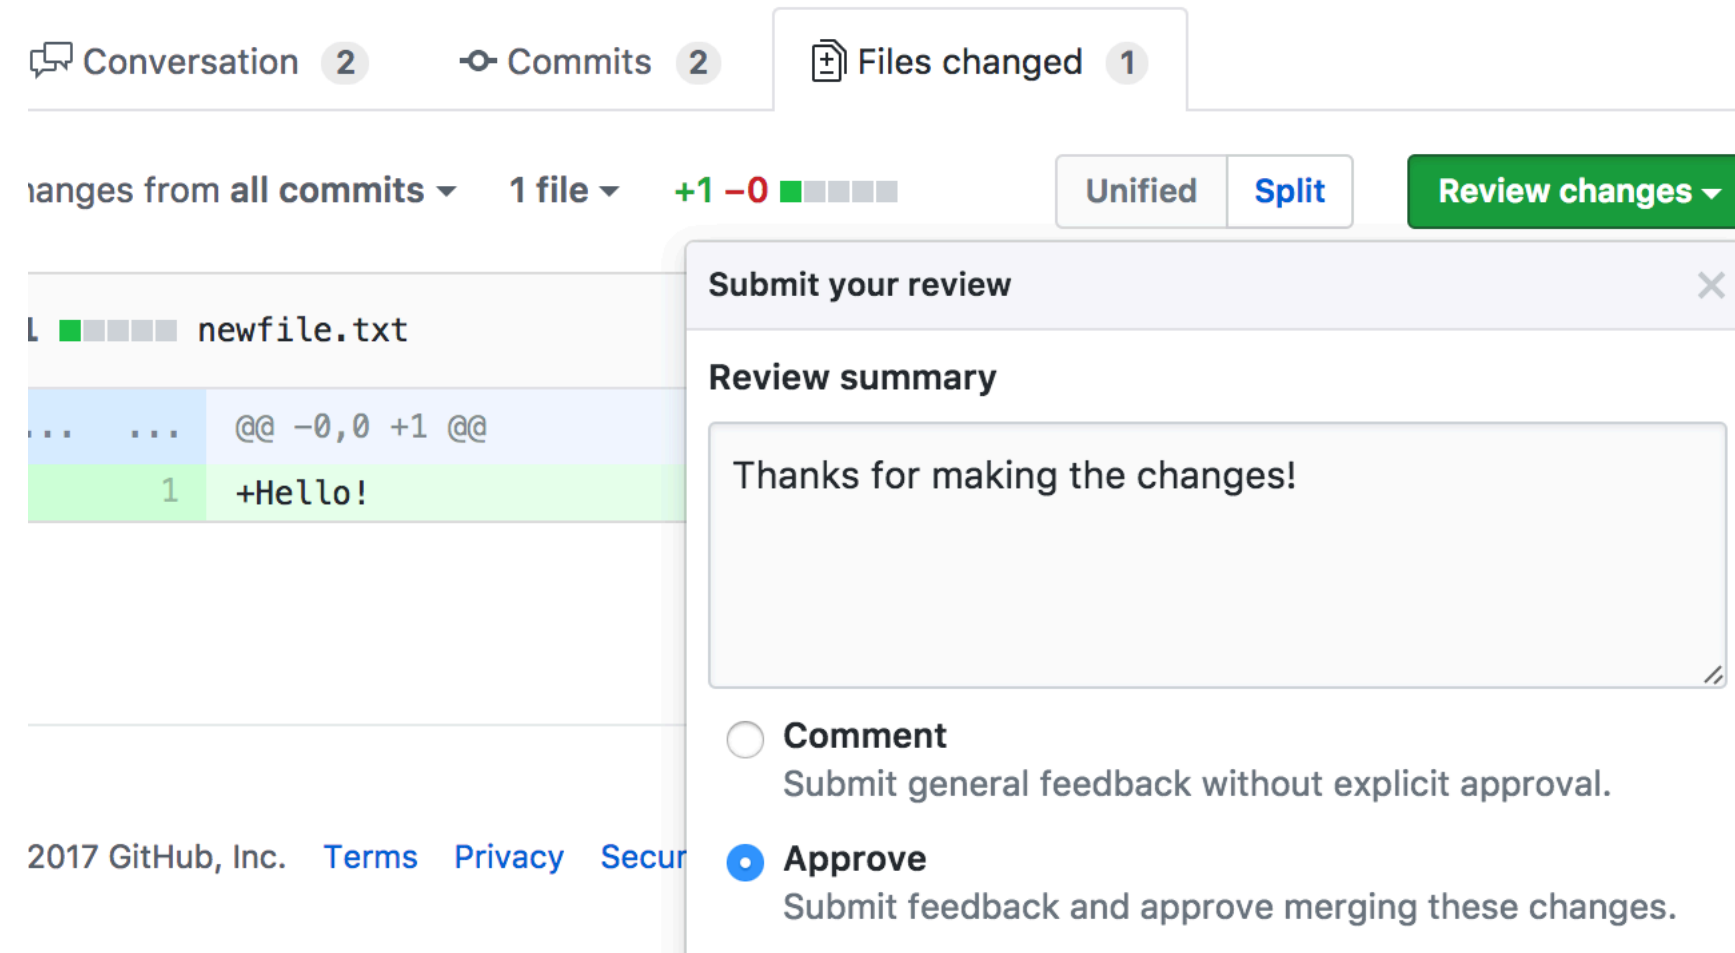 Conversation 2 Commits 2 Files changed 1
hanges from all commits 1 file +1 −0 Unified Split Review changes
Submit your review
newfile.txt
Review summary
... ... @@ -0,0 +1 @@
Thanks for making the changes!
1 +Hello!
Comment
Submit general feedback without explicit approval.
2017 GitHub, Inc. Terms Privacy Secur
Approve
Submit feedback and approve merging these changes.